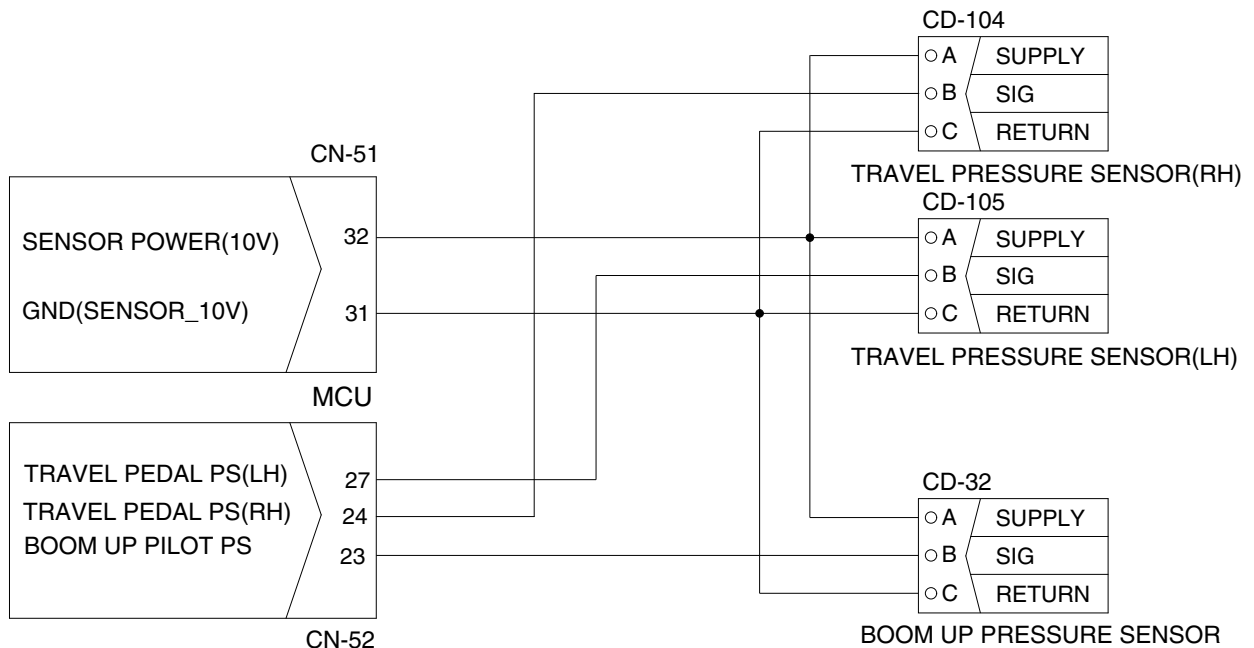 CD-104
A SUPPLY
B SIG
C RETURN
TRAVEL PRESSURE SENSOR(RH)
CN-51
SENSOR POWER(10V) 32
GND(SENSOR_10V) 31
MCU
CD-105
A SUPPLY
B SIG
C RETURN
TRAVEL PRESSURE SENSOR(LH)
TRAVEL PEDAL PS(LH) 27
TRAVEL PEDAL PS(RH) 24
BOOM UP PILOT PS 23
CN-52
CD-32
A SUPPLY
B SIG
C RETURN
BOOM UP PRESSURE SENSOR